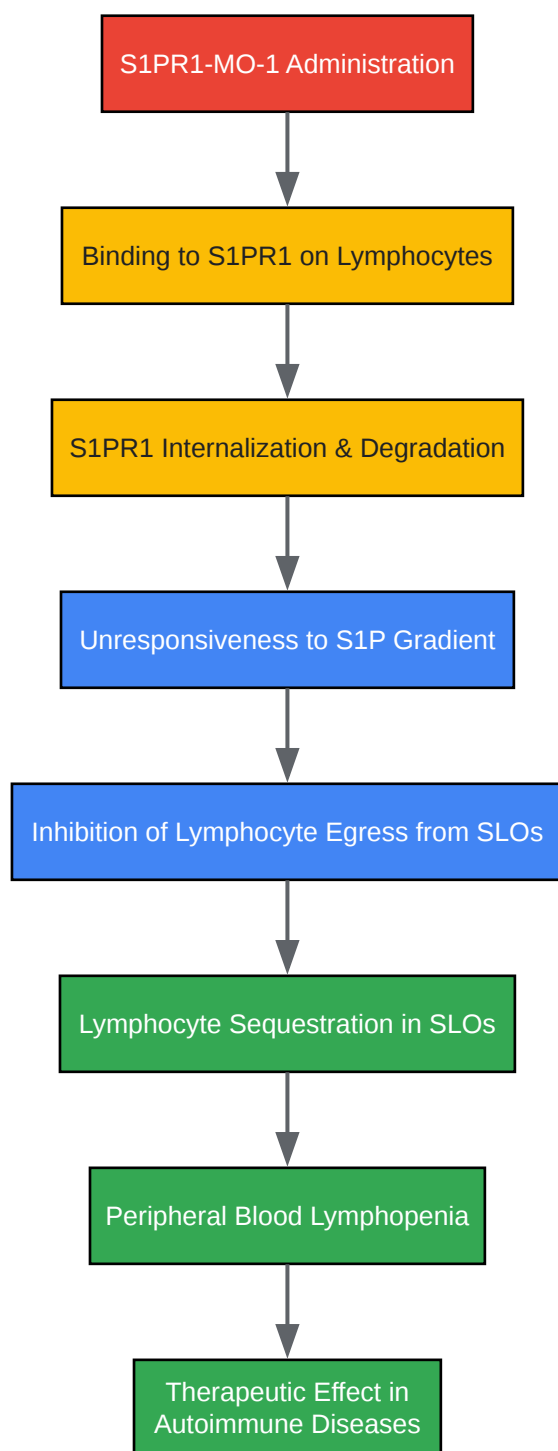 S1PR1-MO-1 Administration
Binding to S1PR1 on Lymphocytes
S1PR1 Internalization & Degradation
Unresponsiveness to S1P Gradient
Inhibition of Lymphocyte Egress from SLOs
Lymphocyte Sequestration in SLOs
Peripheral Blood Lymphopenia
Therapeutic Effect in
Autoimmune Diseases